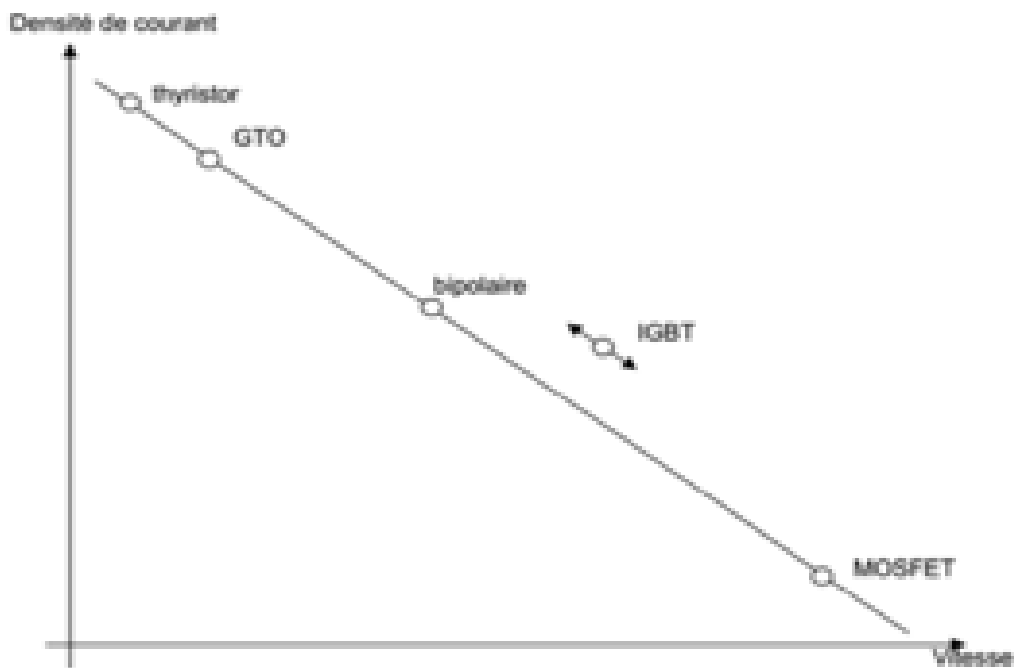 Densité de courant
thyristor
GTO
bipolaire
IGBT
MOSFET
Vitesse